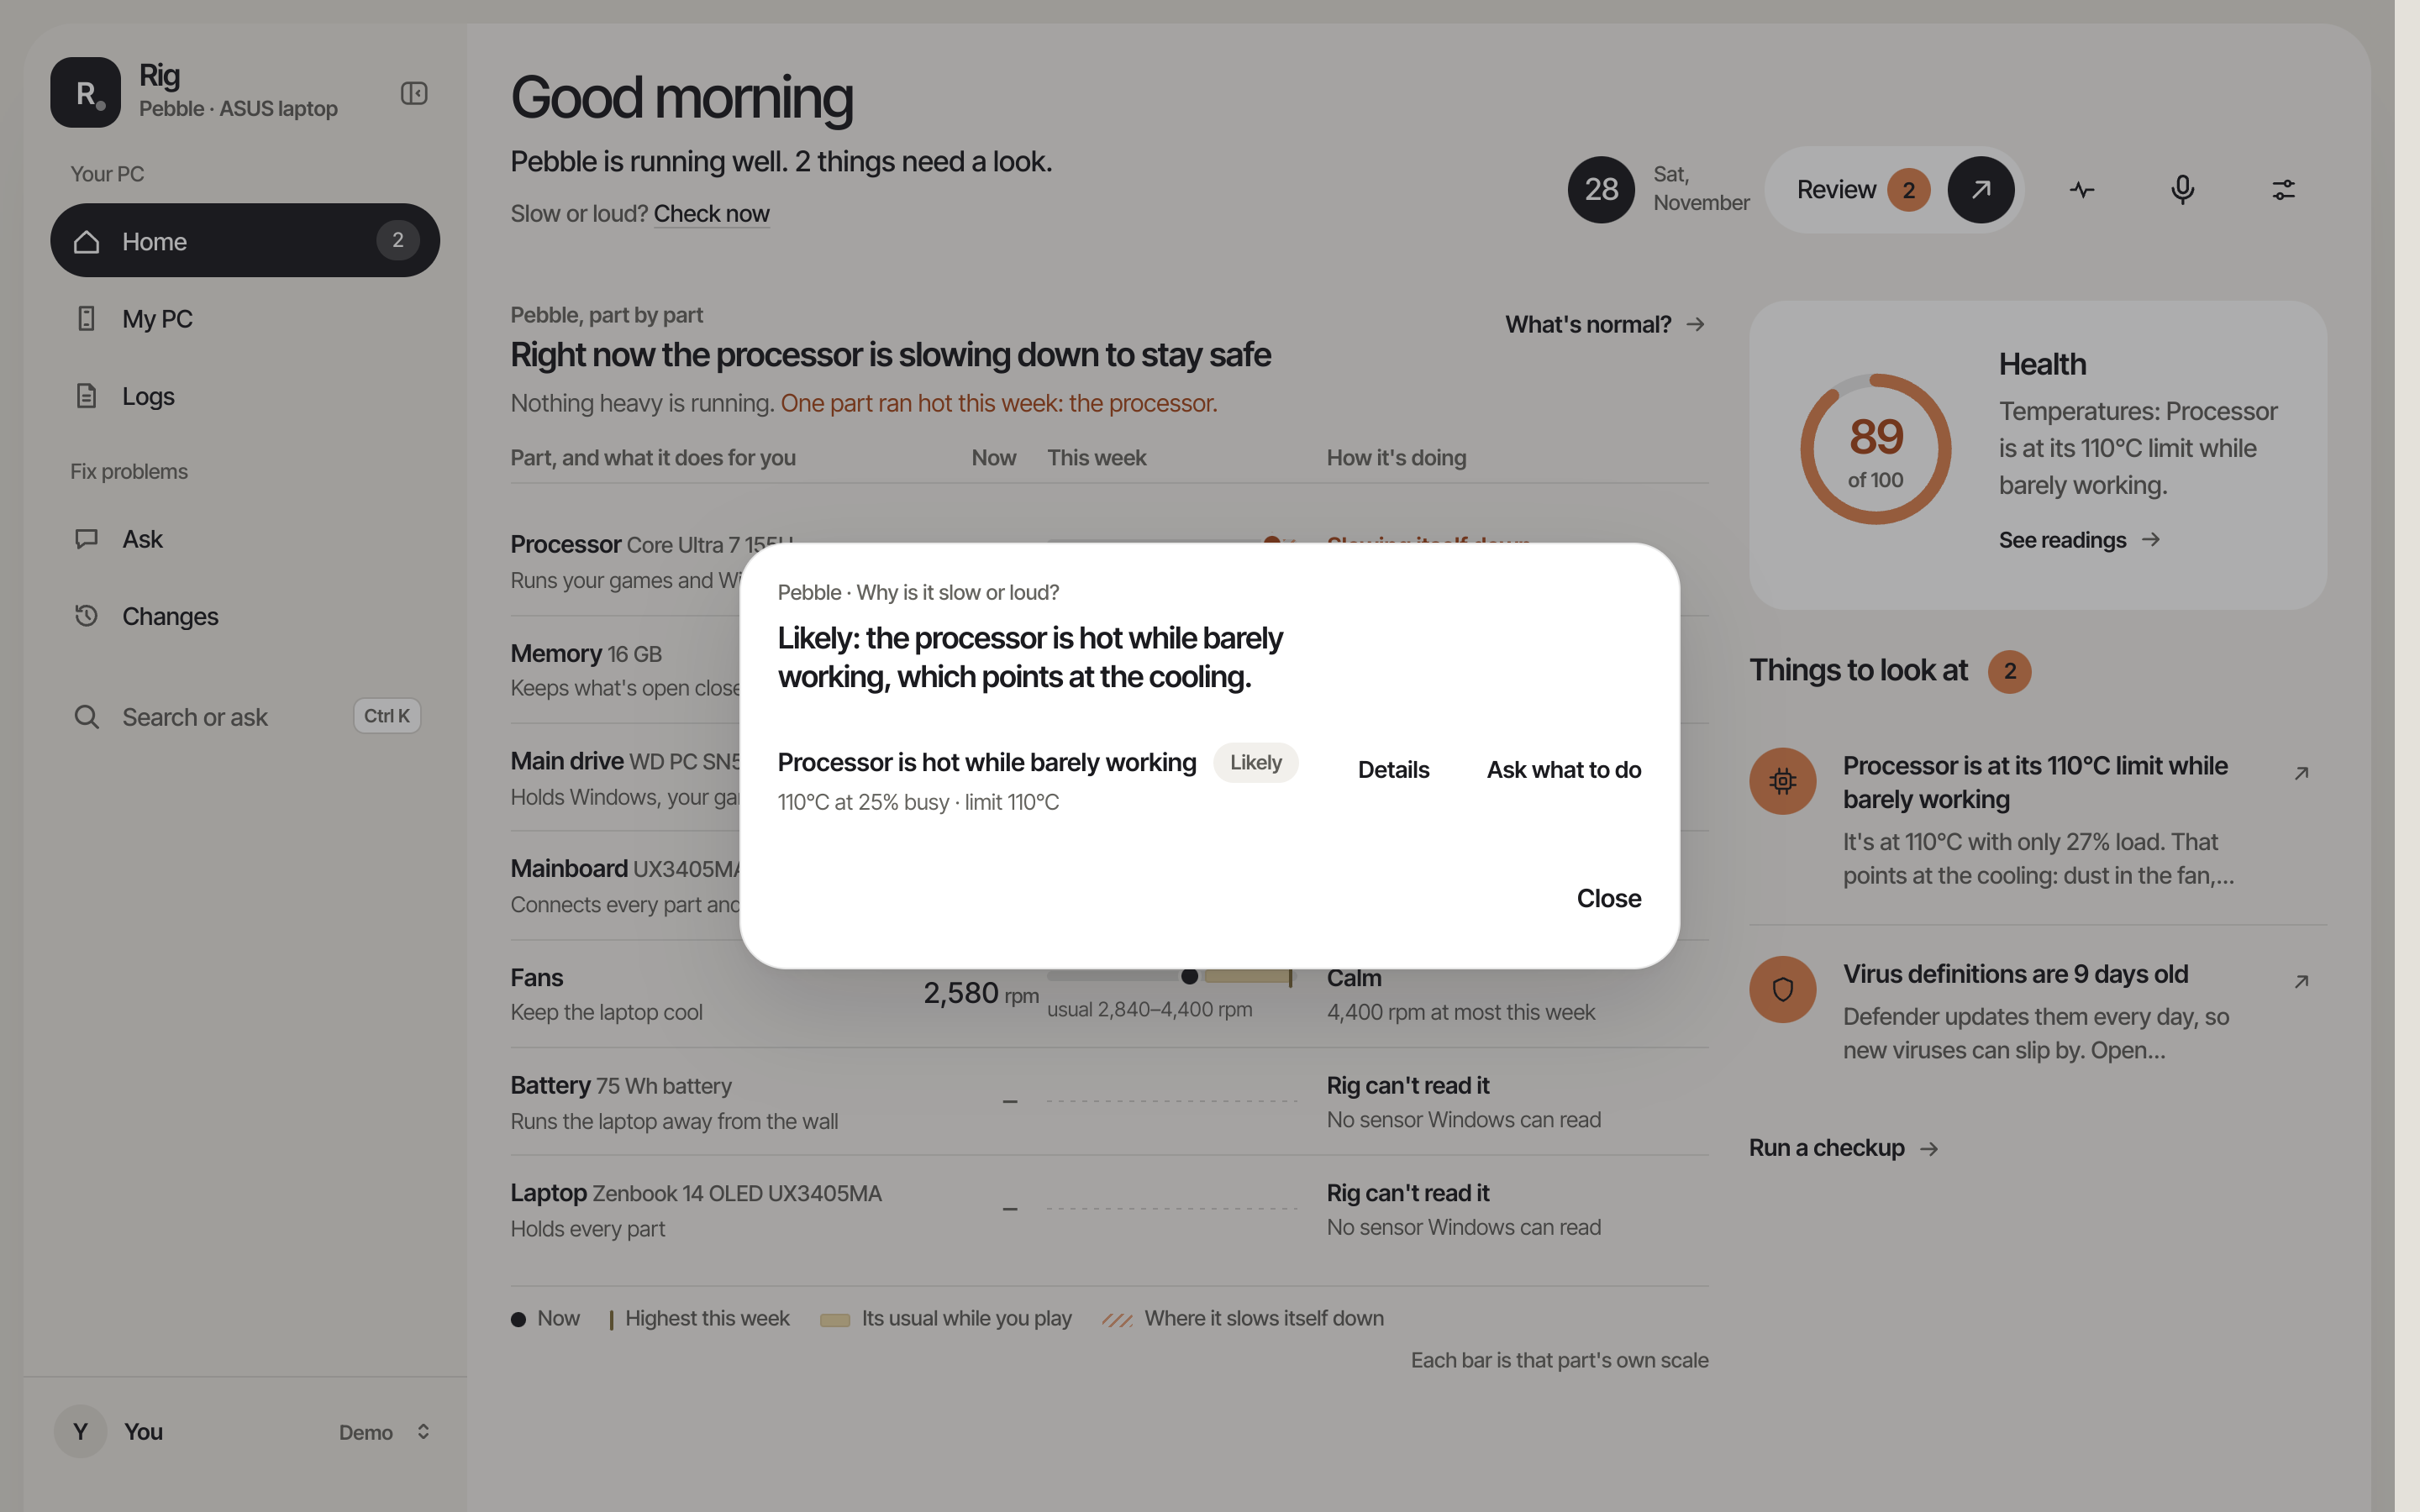 R.
Rig
Pebble · ASUS laptop
Your PC
Home
2
My PC
Logs
Fix problems
Ask
Changes
Search or ask
Ctrl K
Y
You
Demo
Good morning
Pebble is running well. 2 things need a look.
Slow or loud? Check now
28
Sat,
November
Review
2
Pebble, part by part
What's normal?
Right now the processor is slowing down to stay safe
Nothing heavy is running. One part ran hot this week: the processor.
Part, and what it does for you
Now
This week
How it's doing
Processor Core Ultra 7 155H
Slowing itself down
Runs your games and Wi
Memory 16 GB
Keeps what's open close
Main drive WD PC SN5
Holds Windows, your ga
Mainboard UX3405MA
Connects every part and
Fans
Keep the laptop cool
2,580 rpm
usual 2,840–4,400 rpm
Calm
4,400 rpm at most this week
Battery 75 Wh battery
Runs the laptop away from the wall
–
Rig can't read it
No sensor Windows can read
Laptop Zenbook 14 OLED UX3405MA
Holds every part
–
Rig can't read it
No sensor Windows can read
Now
Highest this week
Its usual while you play
Where it slows itself down
Each bar is that part's own scale
Pebble · Why is it slow or loud?
Likely: the processor is hot while barely
working, which points at the cooling.
Processor is hot while barely working
Likely
110°C at 25% busy · limit 110°C
Details
Ask what to do
Close
89
of 100
Health
Temperatures: Processor
is at its 110°C limit while
barely working.
See readings
Things to look at
2
Processor is at its 110°C limit while
barely working
It's at 110°C with only 27% load. That
points at the cooling: dust in the fan,...
Virus definitions are 9 days old
Defender updates them every day, so
new viruses can slip by. Open...
Run a checkup